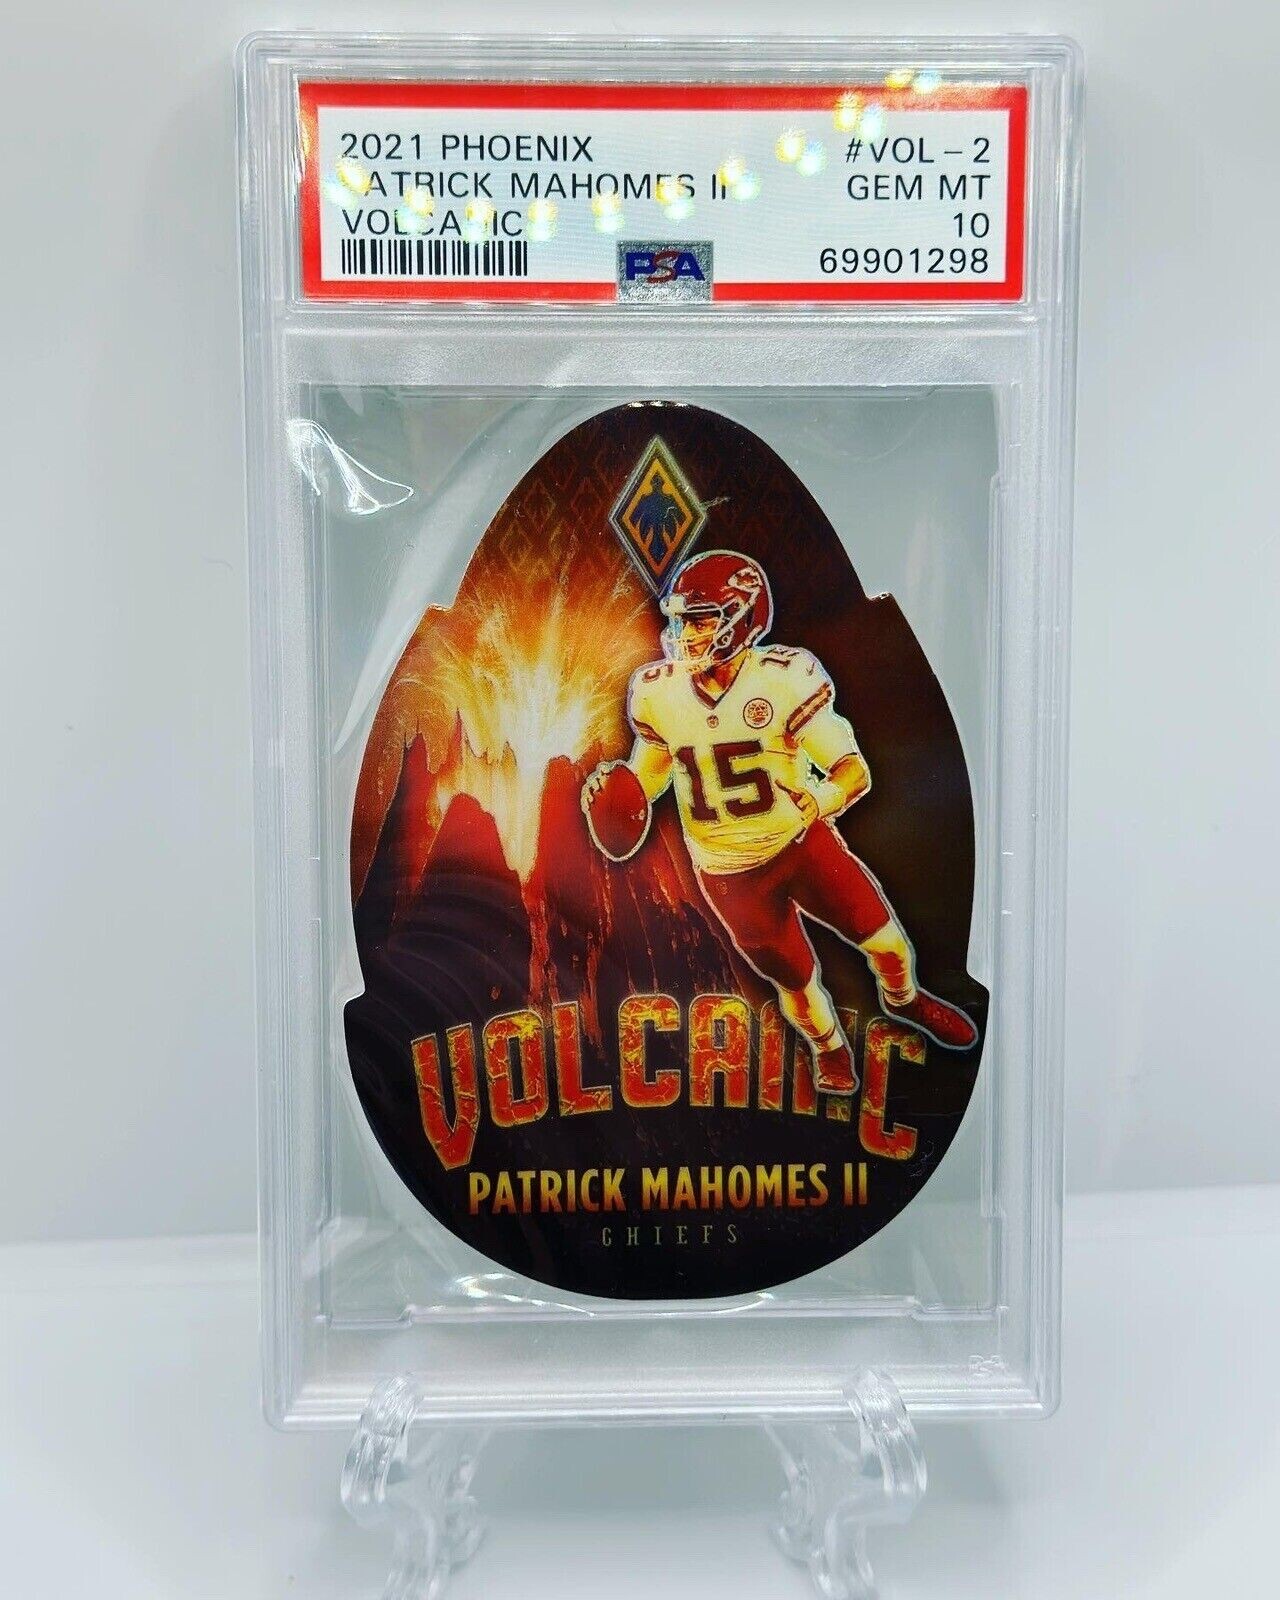 2021 PHOENIX #VOL-2
PATRICK MAHOMES II GEM MT
VOLCANIC 10
PSA 69901298
15
15
VOLCANIC
PATRICK MAHOMES II
CHIEFS
PSA